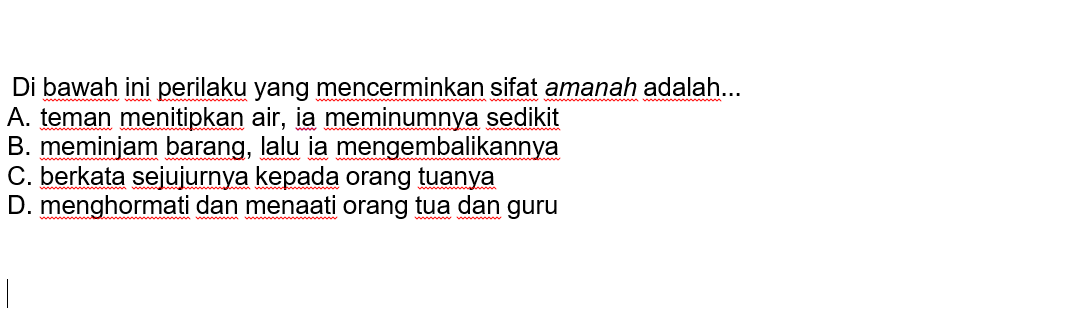 Di bawah ini perilaku yang mencerminkan sifat amanah adalah...
A. teman menitipkan air, ia meminumnya sedikit
B. meminjam barang, lalu ia mengembalikannya
C. berkata sejujurnya kepada orang tuanya
D. menghormati dan menaati orang tua dan guru